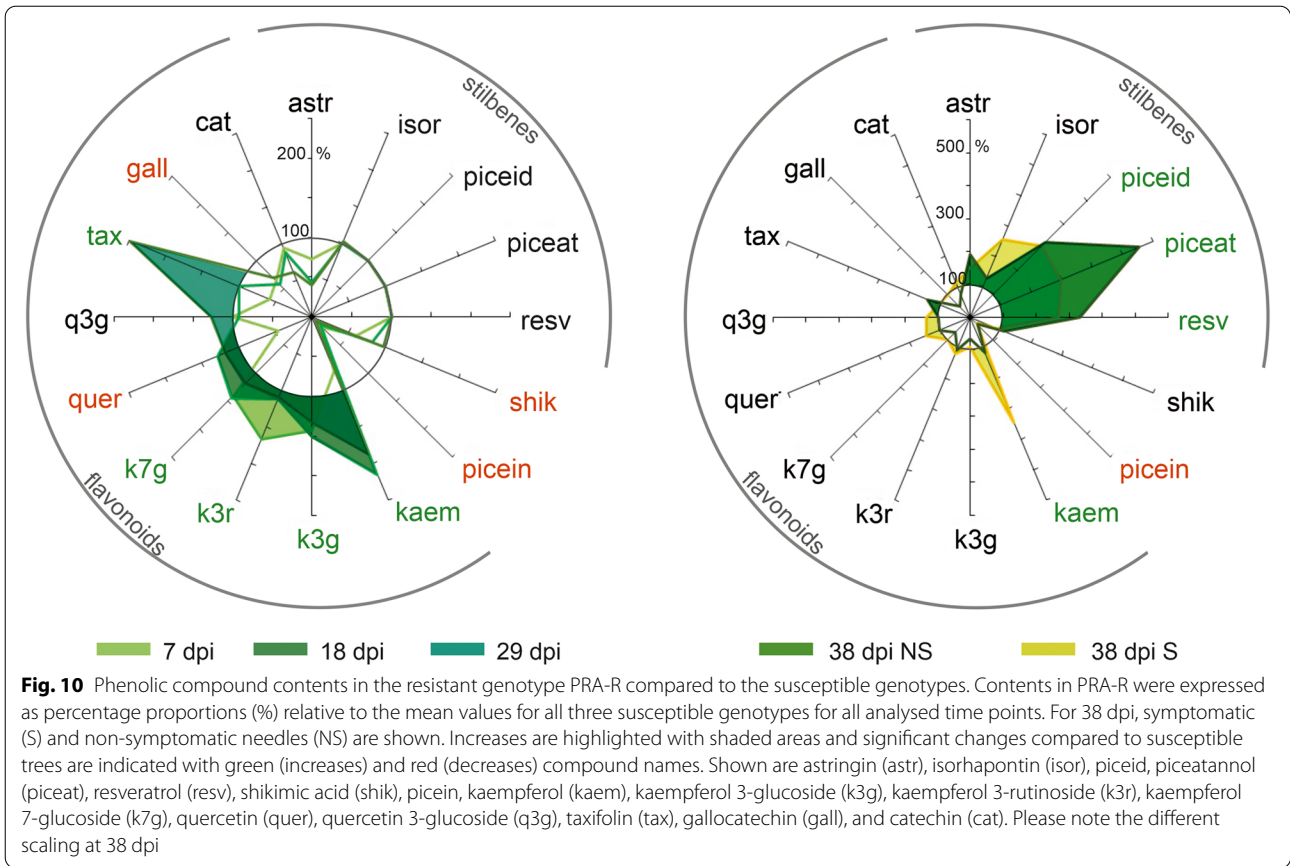 stilbenes
astr
cat
isor
gall
200 %
piceid
tax
piceat
100
q3g
resv
quer
shik
k7g
picein
k3r
kaem
k3g
flavonoids
7 dpi
18 dpi
29 dpi
stilbenes
astr
cat
isor
500 %
gall
piceid
300
tax
piceat
100
q3g
resv
quer
shik
k7g
picein
k3r
kaem
k3g
flavonoids
38 dpi NS
38 dpi S
Fig. 10 Phenolic compound contents in the resistant genotype PRA-R compared to the susceptible genotypes. Contents in PRA-R were expressed
as percentage proportions (%) relative to the mean values for all three susceptible genotypes for all analysed time points. For 38 dpi, symptomatic
(S) and non-symptomatic needles (NS) are shown. Increases are highlighted with shaded areas and significant changes compared to susceptible
trees are indicated with green (increases) and red (decreases) compound names. Shown are astringin (astr), isorhapontin (isor), piceid, piceatannol
(piceat), resveratrol (resv), shikimic acid (shik), picein, kaempferol (kaem), kaempferol 3-glucoside (k3g), kaempferol 3-rutinoside (k3r), kaempferol
7-glucoside (k7g), quercetin (quer), quercetin 3-glucoside (q3g), taxifolin (tax), gallocatechin (gall), and catechin (cat). Please note the different
scaling at 38 dpi